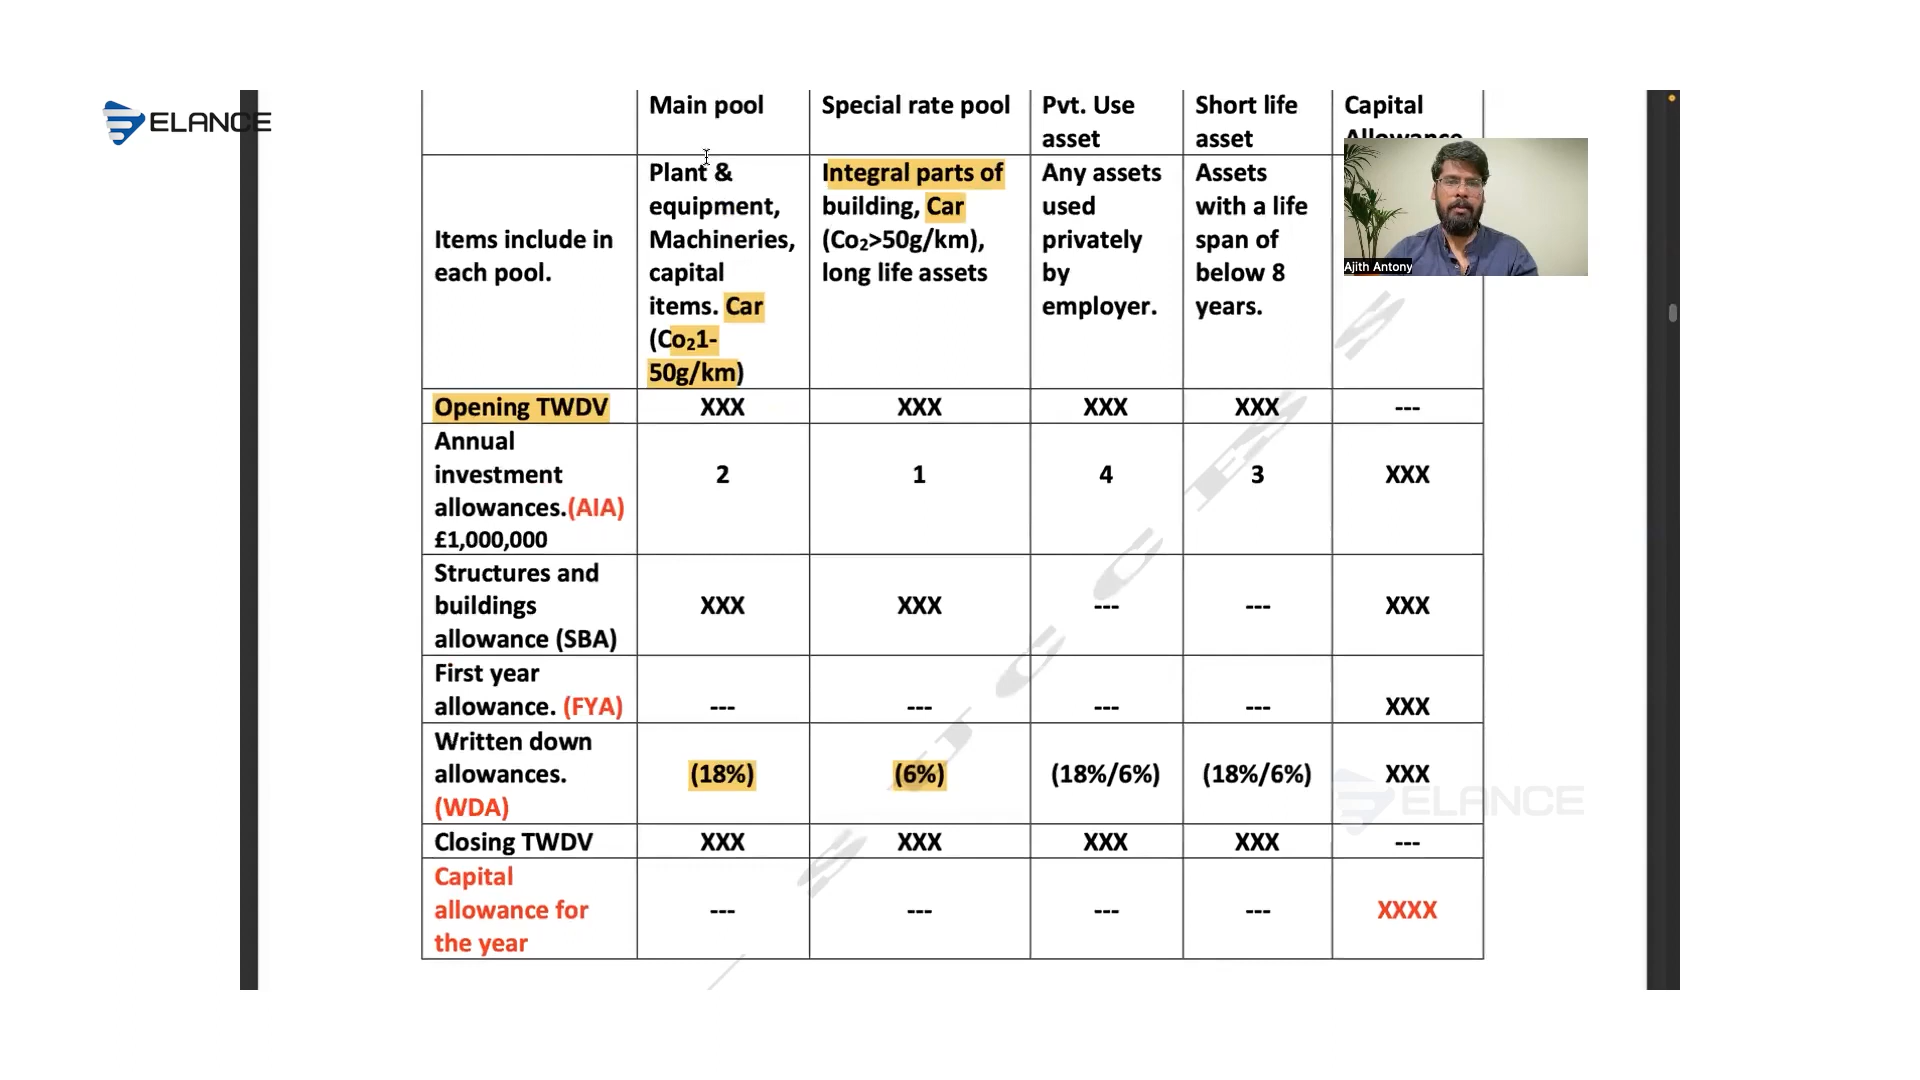 ELANCE
Main pool
Special rate pool
Pvt. Use
asset
Short life
asset
Capital
Allowance
Items include in
each pool.
Plant &
equipment,
Machineries,
capital
items. Car
(Co₂1-
50g/km)
Integral parts of
building, Car
(Co₂>50g/km),
long life assets
Any assets
used
privately
by
employer.
Assets
with a life
span of
below 8
years.
Ajith Antony
Opening TWDV XXX XXX XXX XXX ---
Annual
investment
allowances.(AIA)
£1,000,000
2 1 4 3 XXX
Structures and
buildings
allowance (SBA)
XXX XXX --- --- XXX
First year
allowance. (FYA)
--- --- --- --- XXX
Written down
allowances.
(WDA)
(18%) (6%) (18%/6%) (18%/6%) XXX
ELANCE
Closing TWDV XXX XXX XXX XXX ---
Capital
allowance for
the year
--- --- --- --- XXXX